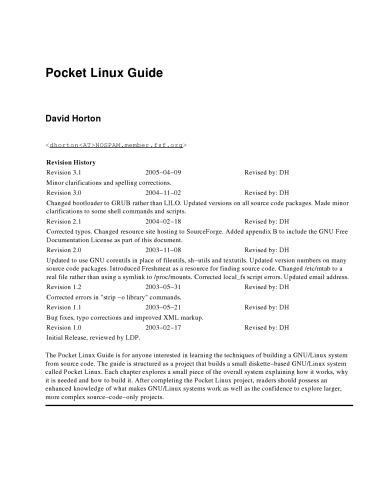 Pocket Linux Guide
David Horton
<dhorton<AT>NOSPAM.member.fsf.org>
Revision History
Revision 3.1 2005−04−09 Revised by: DH
Minor clarifications and spelling corrections.
Revision 3.0 2004−11−02 Revised by: DH
Changed bootloader to GRUB rather than LILO. Updated versions on all source code packages. Made minor
clarifications to some shell commands and scripts.
Revision 2.1 2004−02−18 Revised by: DH
Corrected typos. Changed resource site hosting to SourceForge. Added appendix B to include the GNU Free
Documentation License as part of this document.
Revision 2.0 2003−11−08 Revised by: DH
Updated to use GNU coreutils in place of fileutils, sh−utils and textutils. Updated version numbers on many
source code packages. Introduced Freshmeat as a resource for finding source code. Changed /etc/mtab to a
real file rather than using a symlink to /proc/mounts. Corrected local_fs script errors. Updated email address.
Revision 1.2 2003−05−31 Revised by: DH
Corrected errors in "strip −o library" commands.
Revision 1.1 2003−05−21 Revised by: DH
Bug fixes, typo corrections and improved XML markup.
Revision 1.0 2003−02−17 Revised by: DH
Initial Release, reviewed by LDP.
The Pocket Linux Guide is for anyone interested in learning the techniques of building a GNU/Linux system
from source code. The guide is structured as a project that builds a small diskette−based GNU/Linux system
called Pocket Linux. Each chapter explores a small piece of the overall system explaining how it works, why
it is needed and how to build it. After completing the Pocket Linux project, readers should possess an
enhanced knowledge of what makes GNU/Linux systems work as well as the confidence to explore larger,
more complex source−code−only projects.